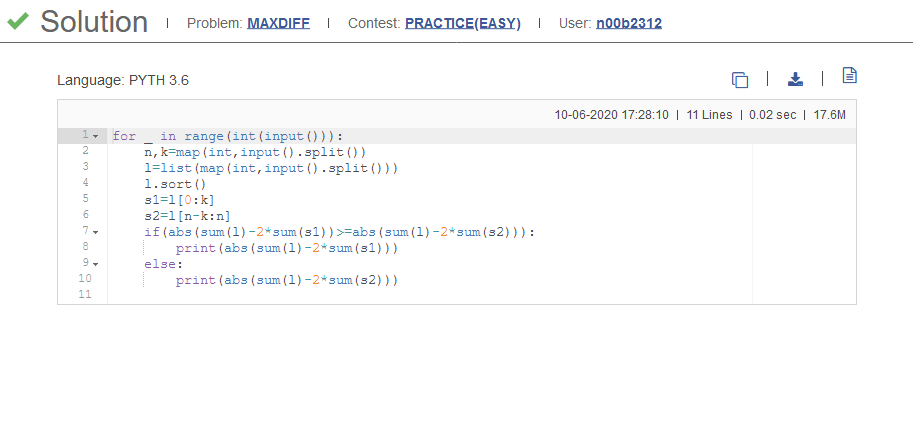 Solution | Problem: MAXDIFF | Contest: PRACTICE(EASY) | User: n00b2312
Language: PYTH 3.6
10-06-2020 17:28:10 | 11 Lines | 0.02 sec | 17.6M
1 for _ in range(int(input())):
2     n,k=map(int,input().split())
3     l=list(map(int,input().split()))
4     l.sort()
5     s1=l[0:k]
6     s2=l[n-k:n]
7     if(abs(sum(l)-2*sum(s1))>=abs(sum(l)-2*sum(s2))):
8         print(abs(sum(l)-2*sum(s1)))
9     else:
10         print(abs(sum(l)-2*sum(s2)))
11